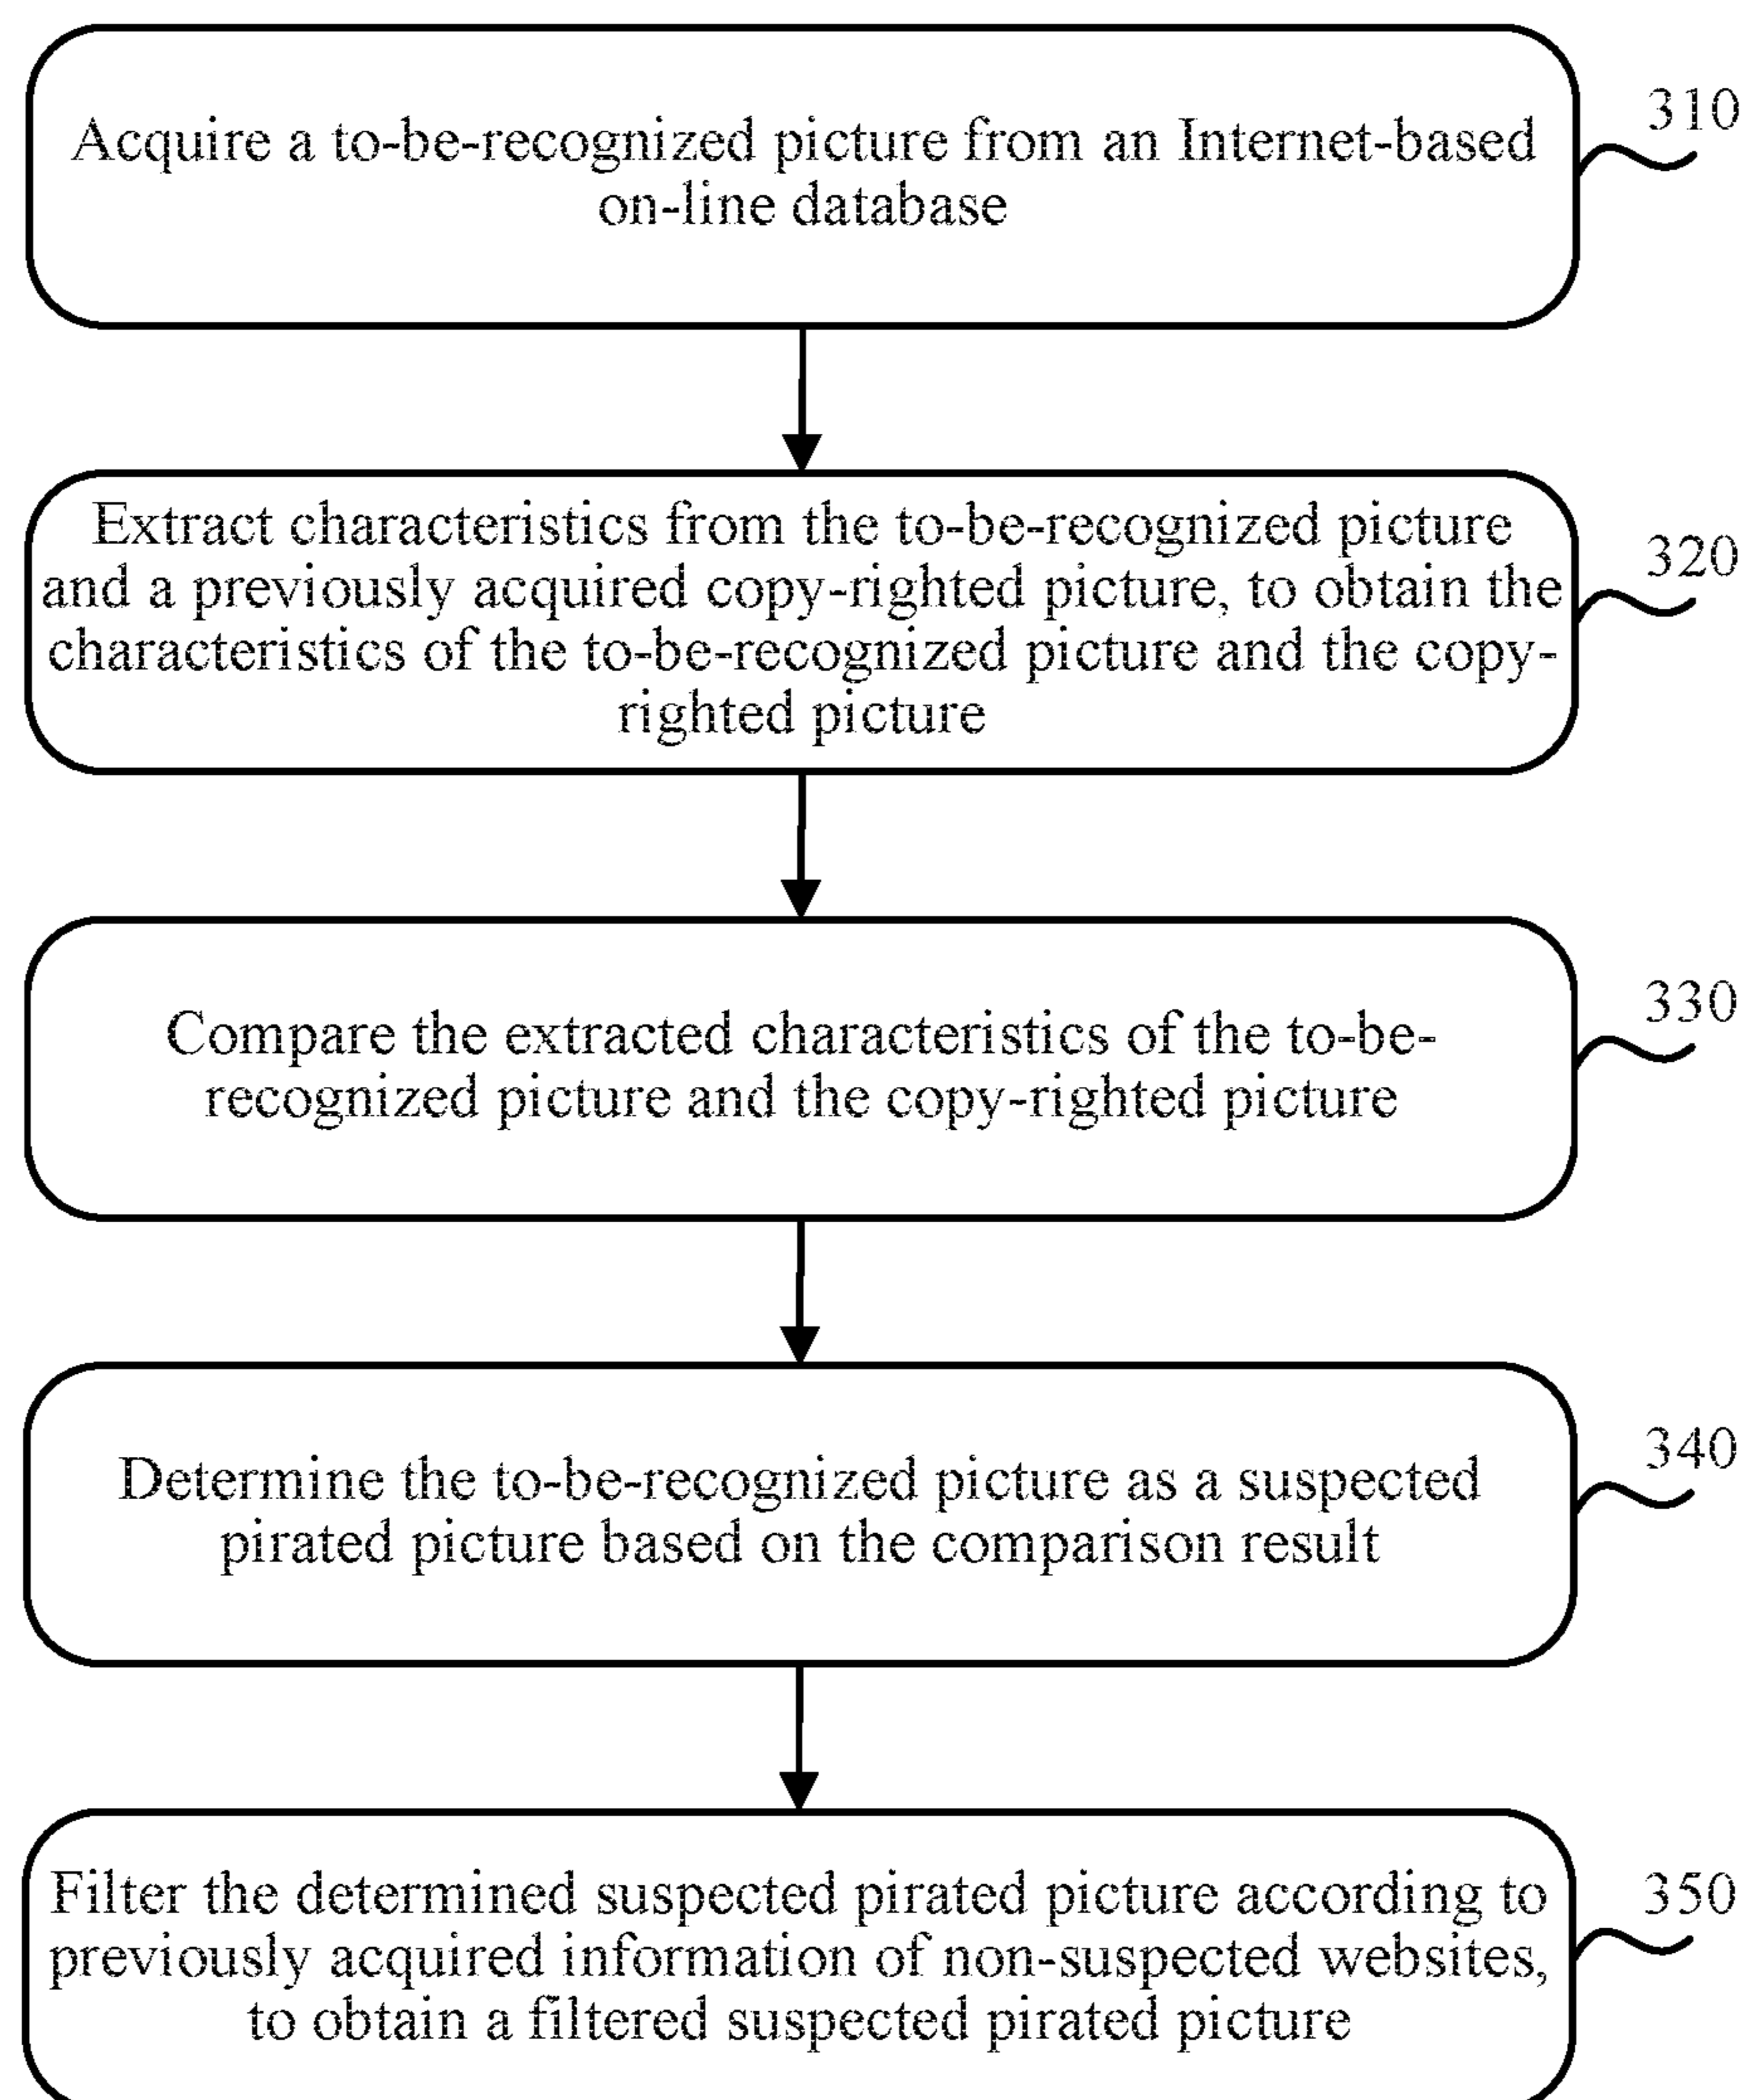 Acquire a to-be-recognized picture from an Internet-based
on-line database
310
Extract characteristics from the to-be-recognized picture
and a previously acquired copy-righted picture, to obtain the
characteristics of the to-be-recognized picture and the copy-
righted picture
320
Compare the extracted characteristics of the to-be-
recognized picture and the copy-righted picture
330
Determine the to-be-recognized picture as a suspected
pirated picture based on the comparison result
340
Filter the determined suspected pirated picture according to
previously acquired information of non-suspected websites,
to obtain a filtered suspected pirated picture
350